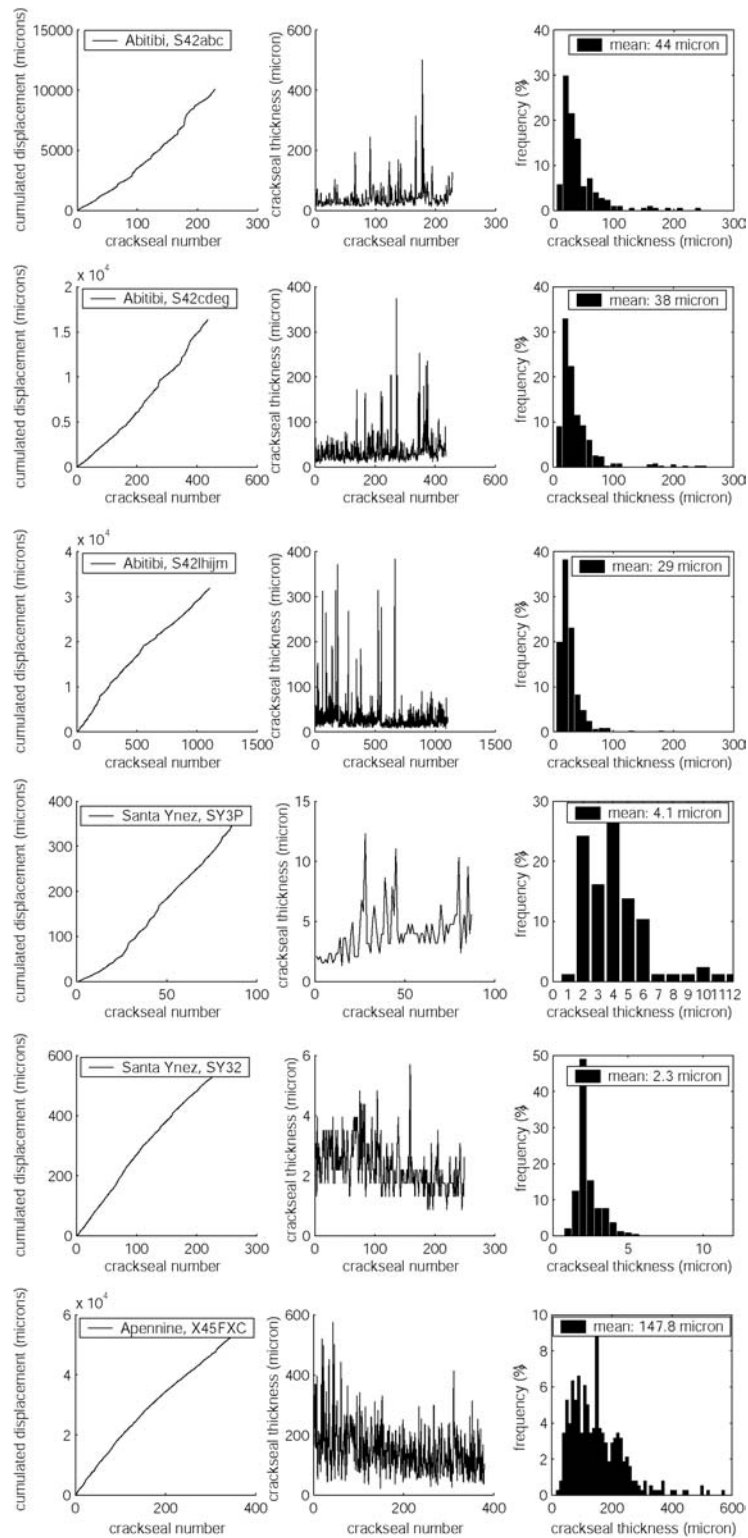 cumulated displacement (microns)
15000
10000
5000
0
Abitibi, S42abc
0 100 200 300
crackseal number
crackseal thickness (micron)
600
400
200
0
0 100 200 300
crackseal number
frequency (%)
40
30
20
10
0
mean: 44 micron
0 100 200 300
crackseal thickness (micron)
cumulated displacement (microns)
x 10⁴
2
1.5
1
0.5
0
Abitibi, S42cdeg
0 200 400 600
crackseal number
crackseal thickness (micron)
400
300
200
100
0
0 200 400 600
crackseal number
frequency (%)
40
30
20
10
0
mean: 38 micron
0 100 200 300
crackseal thickness (micron)
cumulated displacement (microns)
x 10⁴
4
3
2
1
0
Abitibi, S42lhijm
0 500 1000 1500
crackseal number
crackseal thickness (micron)
400
300
200
100
0
0 500 1000 1500
crackseal number
frequency (%)
50
40
30
20
10
0
mean: 29 micron
0 100 200 300
crackseal thickness (micron)
cumulated displacement (microns)
400
300
200
100
0
Santa Ynez, SY3P
0 50 100
crackseal number
crackseal thickness (micron)
15
10
5
0
0 50 100
crackseal number
frequency (%)
30
20
10
0
mean: 4.1 micron
0 1 2 3 4 5 6 7 8 9 10 11 12
crackseal thickness (micron)
cumulated displacement (microns)
600
400
200
0
Santa Ynez, SY32
0 100 200 300
crackseal number
crackseal thickness (micron)
6
4
2
0
0 100 200 300
crackseal number
frequency (%)
50
40
30
20
10
0
mean: 2.3 micron
0 5 10
crackseal thickness (micron)
cumulated displacement (microns)
x 10⁴
6
4
2
0
Apennine, X45FXC
0 200 400
crackseal number
crackseal thickness (micron)
600
400
200
0
0 200 400
crackseal number
frequency (%)
10
8
6
4
2
0
mean: 147.8 micron
0 100 200 300 400 500 600
crackseal thickness (micron)